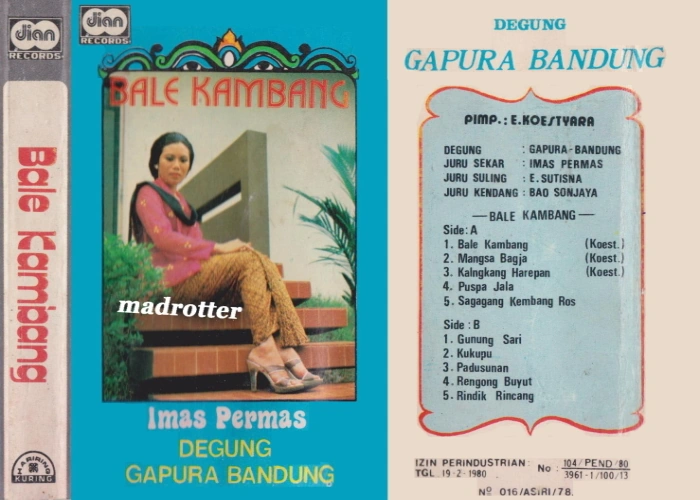 Jian
RECORDS
Bale Kambang
KURING
Jian
RECORDS
BALE KAMBANG
madrotter
Imas Permas
DEGUNG
GAPURA BANDUNG
DEGUNG
GAPURA BANDUNG
PIMP.: E.KOESTYARA
DEGUNG : GAPURA-BANDUNG
JURU SEKAR : IMAS PERMAS
JURU SULING : E.SUTISNA
JURU KENDANG : BAO SONJAYA
—BALE KAMBANG—
Side: A
1. Bale Kambang (Koest.)
2. Mangsa Bagja (Koest.)
3. Kalngkang Harepan (Koest.)
4. Puspa Jala
5. Sagagang Kembang Ros
Side : B
1. Gunung Sari
2. Kukupu
3. Padusunan
4. Rengong Buyut
5. Rindik Rincang
IZIN PERINDUSTRIAN: No : 104/PEND/80
TGL. 19-2-1980 3961-1/100/13
Nº 016/ASIRI/78.